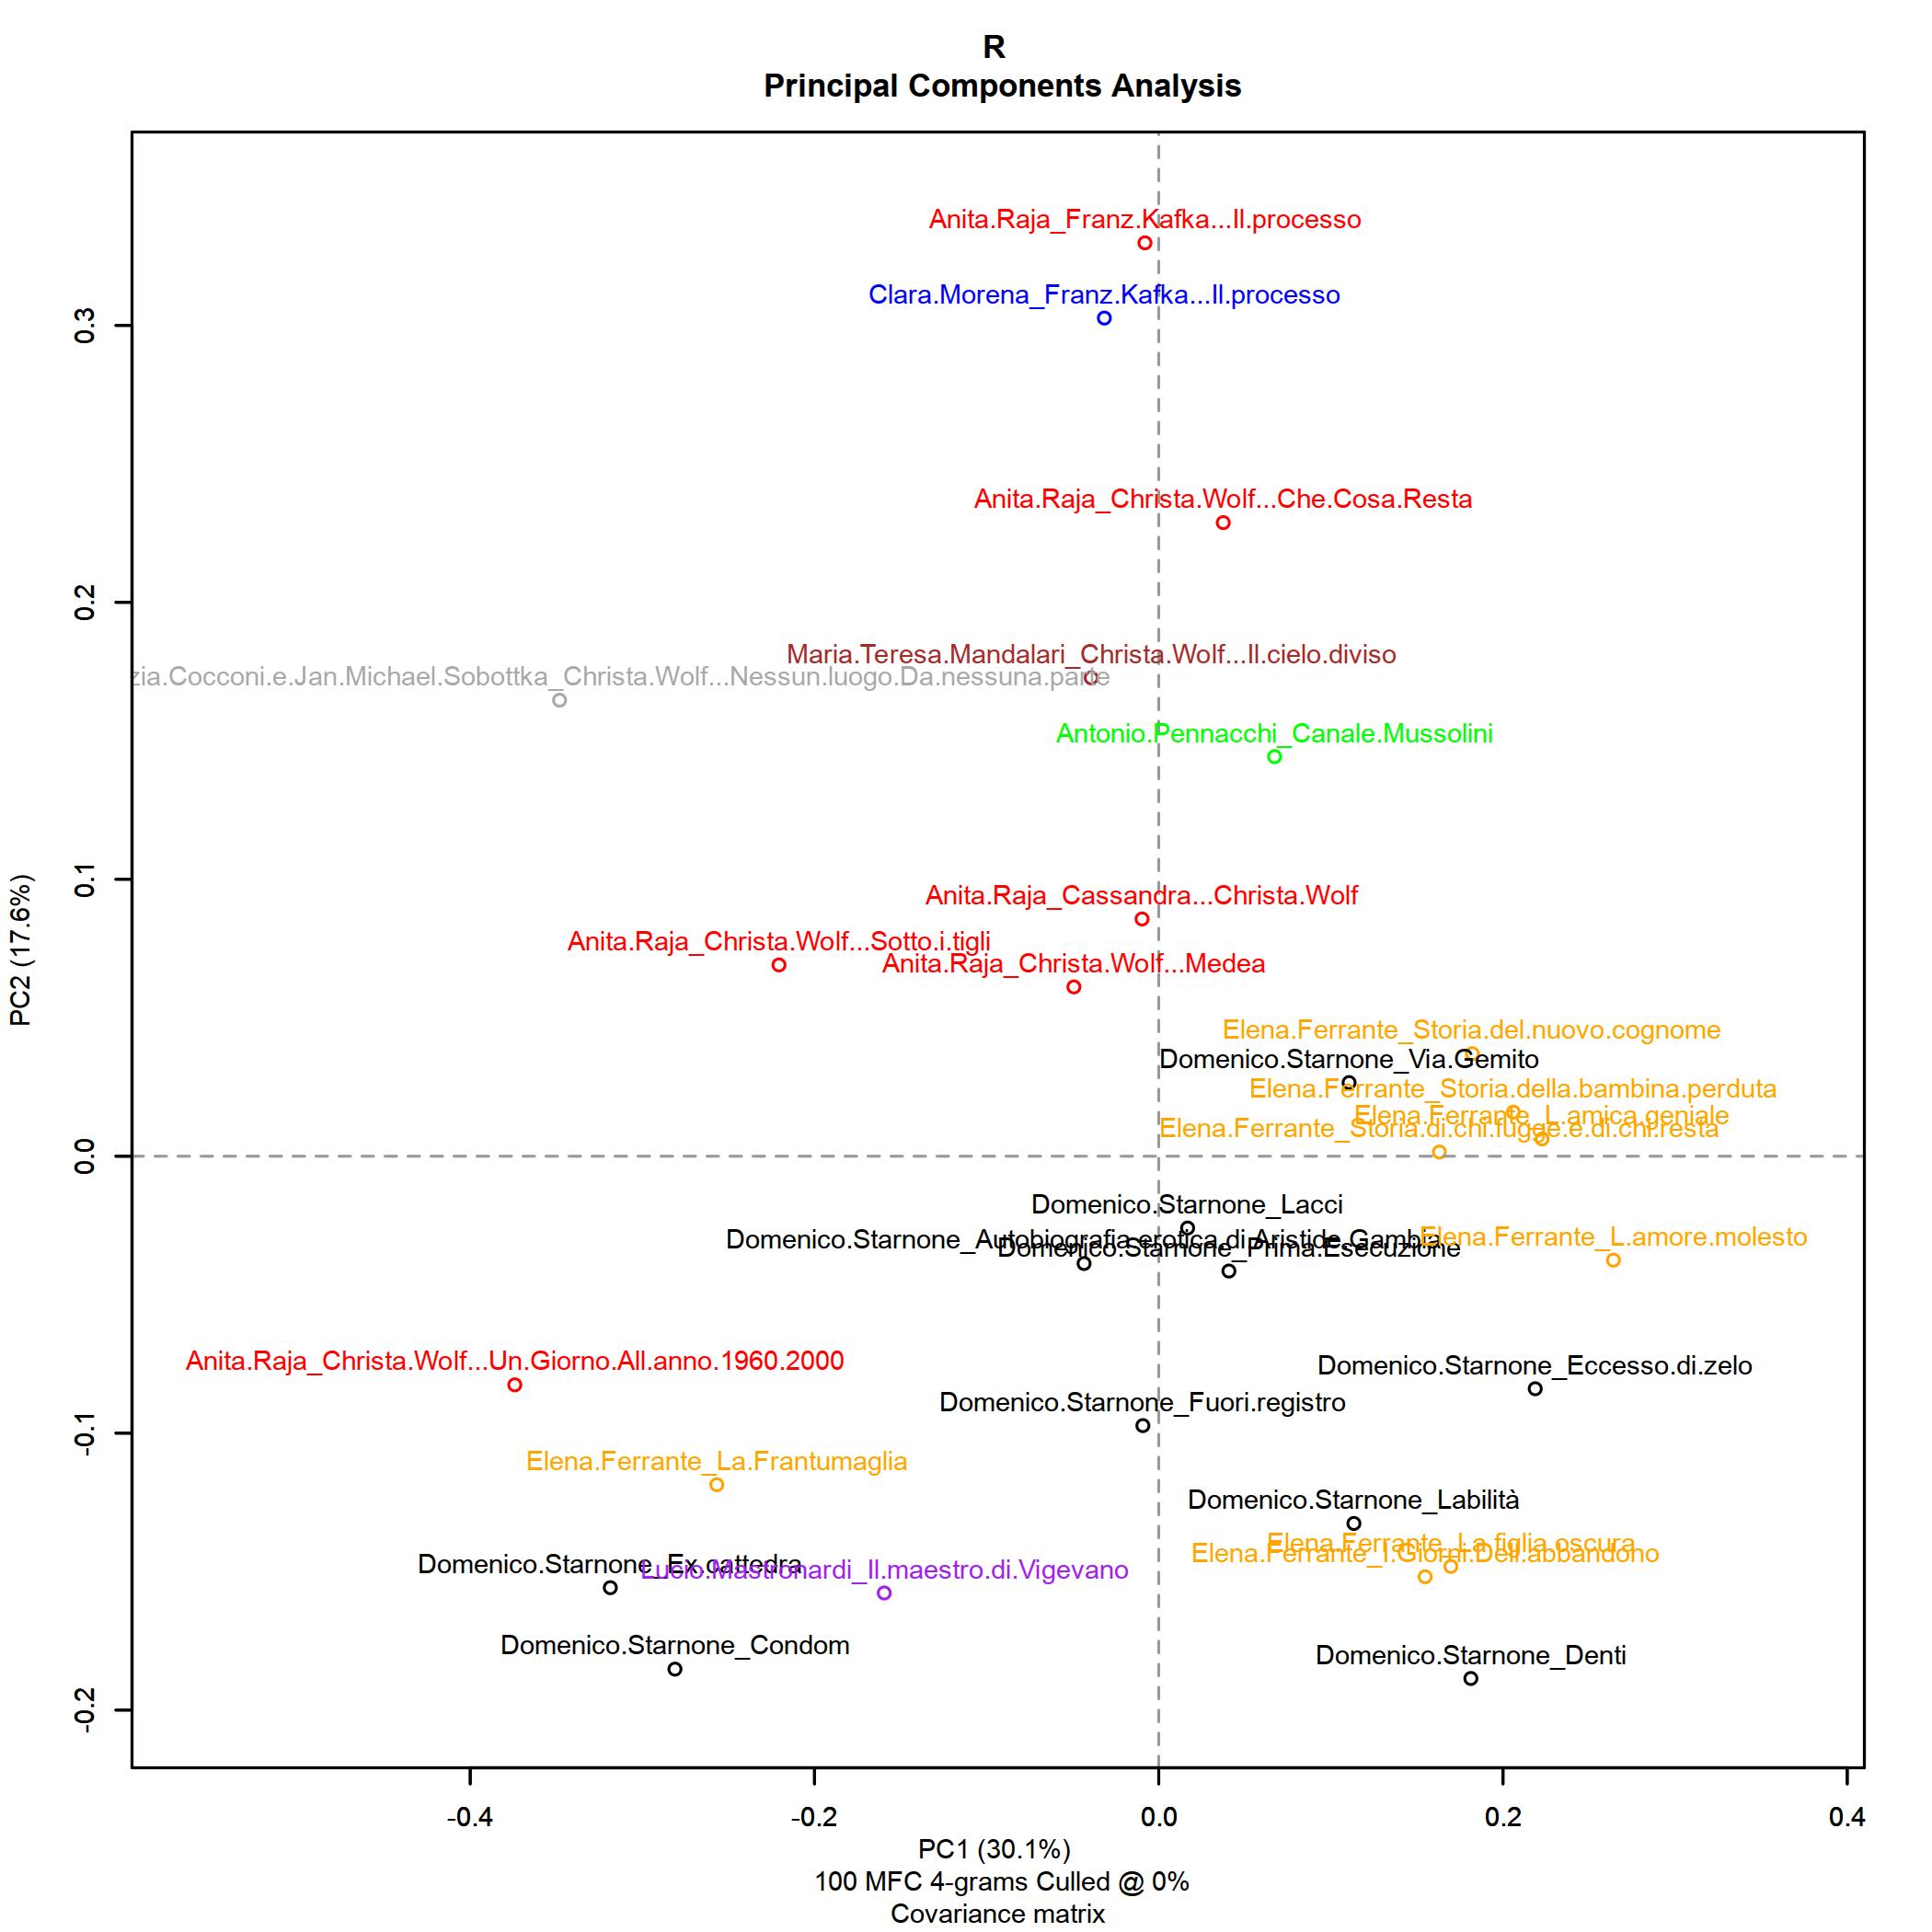 R
Principal Components Analysis
Anita.Raja_Franz.Kafka...Il.processo
Clara.Morena_Franz.Kafka...Il.processo
0.3
Anita.Raja_Christa.Wolf...Che.Cosa.Resta
0.2
Maria.Teresa.Mandalari_Christa.Wolf...Il.cielo.diviso
zia.Cocconi.e.Jan.Michael.Sobottka_Christa.Wolf...Nessun.luogo.Da.nessuna.parte
Antonio.Pennacchi_Canale.Mussolini
0.1
Anita.Raja_Cassandra...Christa.Wolf
Anita.Raja_Christa.Wolf...Sotto.i.tigli
Anita.Raja_Christa.Wolf...Medea
PC2 (17.6%)
Elena.Ferrante_Storia.del.nuovo.cognome
Domenico.Starnone_Via.Gemito
Elena.Ferrante_Storia.della.bambina.perduta
Elena.Ferrante_L.amica.geniale
Elena.Ferrante_Storia.di.chi.fugge.e.di.chi.resta
0.0
Domenico.Starnone_Lacci
Domenico.Starnone_Autobiografia.erotica.di.Aristide.Gambia
Elena.Ferrante_L.amore.molesto
Domenico.Starnone_Prima.Esecuzione
Anita.Raja_Christa.Wolf...Un.Giorno.All.anno.1960.2000
Domenico.Starnone_Eccesso.di.zelo
Domenico.Starnone_Fuori.registro
-0.1
Elena.Ferrante_La.Frantumaglia
Domenico.Starnone_Labilità
Elena.Ferrante_La.figlia.oscura
Elena.Ferrante_I.Giorni.Dell.abbandono
Domenico.Starnone_Ex.cattedra
Lucio.Mastronardi_Il.maestro.di.Vigevano
Domenico.Starnone_Condom
Domenico.Starnone_Denti
-0.2
-0.4 -0.2 0.0 0.2 0.4
PC1 (30.1%)
100 MFC 4-grams Culled @ 0%
Covariance matrix